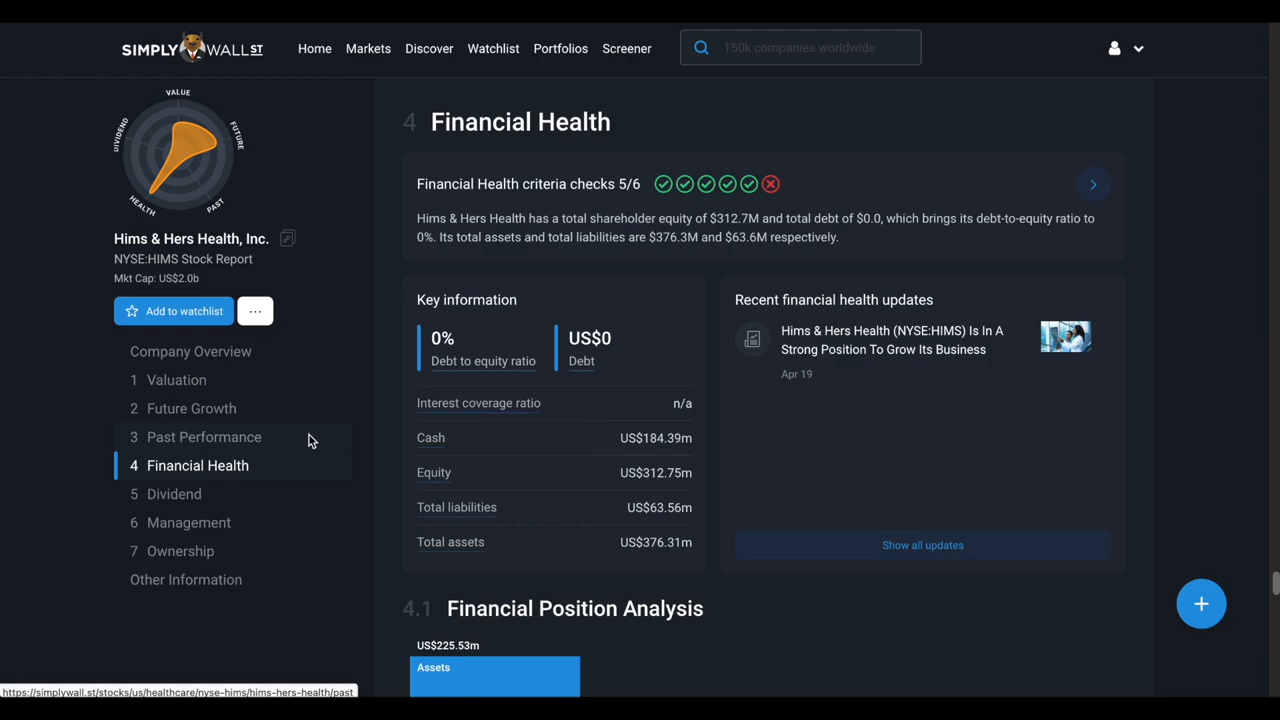 SIMPLY WALL ST
Home
Markets
Discover
Watchlist
Portfolios
Screener
150k companies worldwide
VALUE
FUTURE
PAST
HEALTH
DIVIDEND
Hims & Hers Health, Inc.
NYSE:HIMS Stock Report
Mkt Cap: US$2.0b
Add to watchlist
...
Company Overview
1 Valuation
2 Future Growth
3 Past Performance
4 Financial Health
5 Dividend
6 Management
7 Ownership
Other Information
4 Financial Health
Financial Health criteria checks 5/6
Hims & Hers Health has a total shareholder equity of $312.7M and total debt of $0.0, which brings its debt-to-equity ratio to
0%. Its total assets and total liabilities are $376.3M and $63.6M respectively.
Key information
0%
Debt to equity ratio
US$0
Debt
Interest coverage ratio n/a
Cash US$184.39m
Equity US$312.75m
Total liabilities US$63.56m
Total assets US$376.31m
Recent financial health updates
Hims & Hers Health (NYSE:HIMS) Is In A
Strong Position To Grow Its Business
Apr 19
Show all updates
4.1 Financial Position Analysis
US$225.53m
Assets
https://simplywall.st/stocks/us/healthcare/nyse-hims/hims-hers-health/past